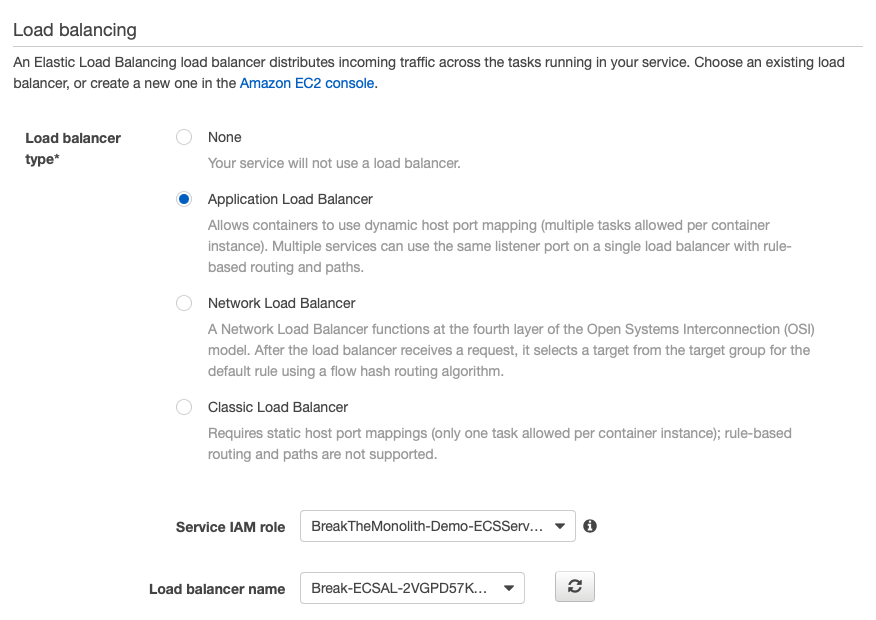 Load balancing
An Elastic Load Balancing load balancer distributes incoming traffic across the tasks running in your service. Choose an existing load
balancer, or create a new one in the Amazon EC2 console.
Load balancer
type*
None
Your service will not use a load balancer.
Application Load Balancer
Allows containers to use dynamic host port mapping (multiple tasks allowed per container
instance). Multiple services can use the same listener port on a single load balancer with rule-
based routing and paths.
Network Load Balancer
A Network Load Balancer functions at the fourth layer of the Open Systems Interconnection (OSI)
model. After the load balancer receives a request, it selects a target from the target group for the
default rule using a flow hash routing algorithm.
Classic Load Balancer
Requires static host port mappings (only one task allowed per container instance); rule-based
routing and paths are not supported.
Service IAM role BreakTheMonolith-Demo-ECSServ...
Load balancer name Break-ECSAL-2VGPD57K...